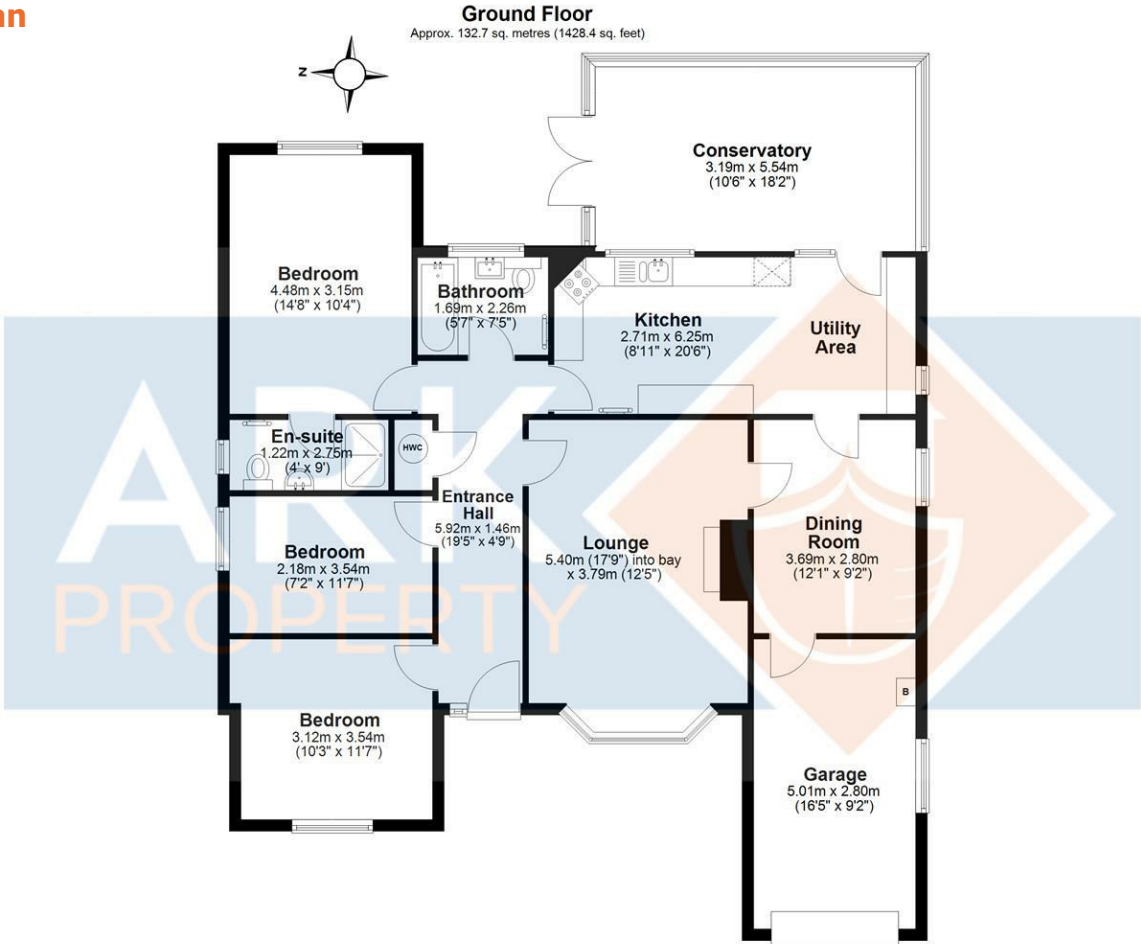 nn
Ground Floor
Approx. 132.7 sq. metres (1428.4 sq. feet)
N
Conservatory
3.19m x 5.54m
(10'6" x 18'2")
Bedroom
4.48m x 3.15m
(14'8" x 10'4")
Bathroom
1.69m x 2.26m
(5'7" x 7'5")
Kitchen
2.71m x 6.25m
(8'11" x 20'6")
Utility
Area
En-suite
1.22m x 2.75m
(4' x 9')
HWC
Entrance
Hall
5.92m x 1.46m
(19'5" x 4'9")
Bedroom
2.18m x 3.54m
(7'2" x 11'7")
Lounge
5.40m (17'9") into bay
x 3.79m (12'5")
Dining
Room
3.69m x 2.80m
(12'1" x 9'2")
B
Bedroom
3.12m x 3.54m
(10'3" x 11'7")
Garage
5.01m x 2.80m
(16'5" x 9'2")
ARK
PROPERTY